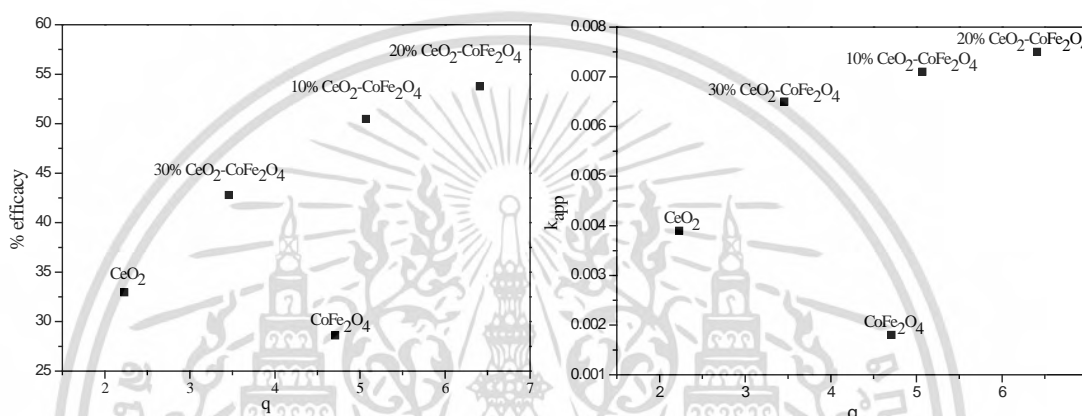 60
55
50
45
40
35
30
25
% efficacy
20% CeO2-CoFe2O4
10% CeO2-CoFe2O4
30% CeO2-CoFe2O4
CeO2
CoFe2O4
2 3 4 5 6 7
q
0.008
0.007
0.006
0.005
0.004
0.003
0.002
0.001
kapp
20% CeO2-CoFe2O4
10% CeO2-CoFe2O4
30% CeO2-CoFe2O4
CeO2
CoFe2O4
2 3 4 5 6
q